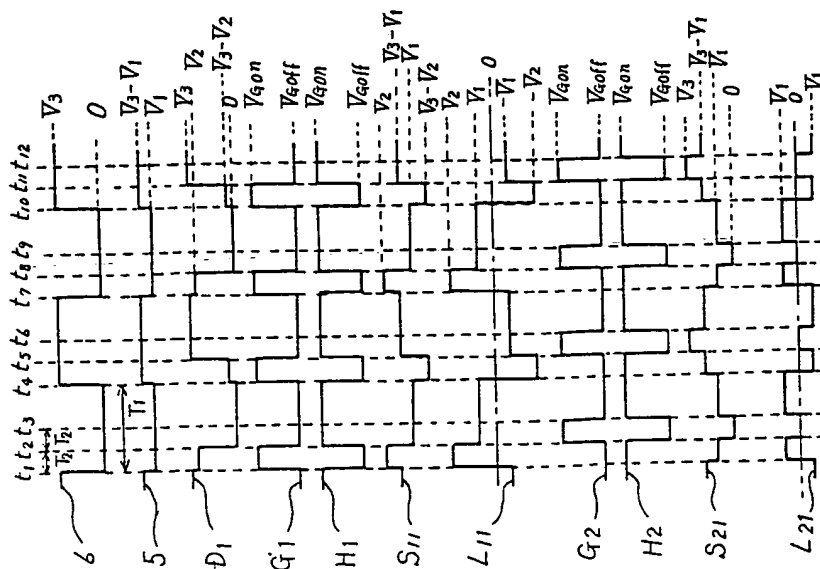 t1 t2 t3 t4 t5 t6 t7 t8 t9 t10 t11 t12
T2 T2
T1
6
V3
0
5
V3-V1
V1
D1
V3
V2
V3-V2
0
G1
VGon
VGoff
H1
VGon
VGoff
S11
V2
V3-V1
V1
V3-V2
L11
V2
V1
0
V1
V2
G2
VGon
VGoff
H2
VGon
VGoff
S21
V3
V3-V1
V1
0
L21
V1
0
V1